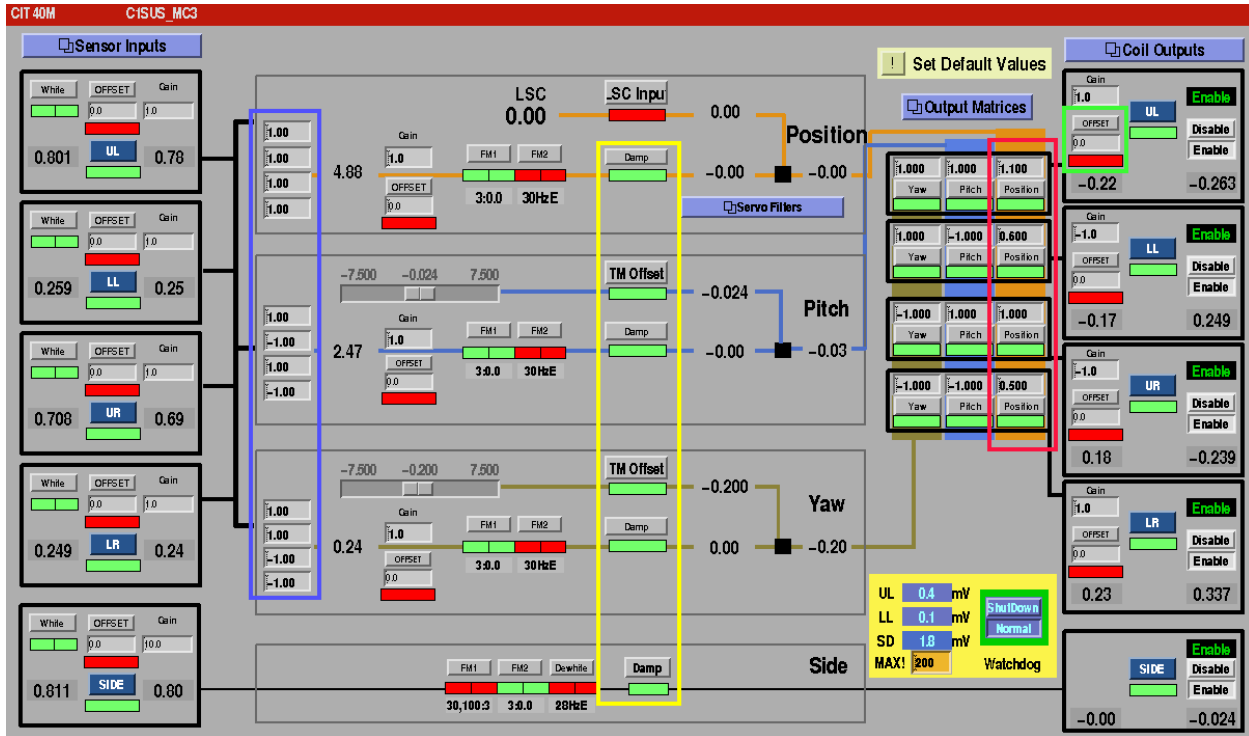 CIT 40M C1SUS_MC3
Sensor Inputs
While OFFSET Gain
0.0 1.0
0.801 UL 0.78
While OFFSET Gain
0.0 1.0
0.259 LL 0.25
While OFFSET Gain
0.0 1.0
0.708 UR 0.69
While OFFSET Gain
0.0 1.0
0.249 LR 0.24
While OFFSET Gain
0.0 10.0
0.811 SIDE 0.80
LSC
0.00
_SC Inpu
0.00
Position
1.00
1.00
1.00
1.00
4.88
Gain
1.0
OFFSET
0.0
FM1 FM2
3:0.0 30HzE
Damp
-0.00 -0.00
Servo Filters
-7.500 -0.024 7.500
TM Offset
-0.024
Pitch
1.00
-1.00
1.00
-1.00
2.47
Gain
1.0
OFFSET
0.0
FM1 FM2
3:0.0 30HzE
Damp
-0.00 -0.03
-7.500 -0.200 7.500
TM Offset
-0.200
Yaw
1.00
1.00
-1.00
-1.00
0.24
Gain
1.0
OFFSET
0.0
FM1 FM2
3:0.0 30HzE
Damp
0.00 -0.20
Side
FM1 FM2 Dewhite Damp
30,100:3 3:0.0 28HzE
! Set Default Values
Output Matrices
1.000 1.000 1.100
Yaw Pitch Position
1.000 -1.000 0.600
Yaw Pitch Position
-1.000 1.000 1.000
Yaw Pitch Position
-1.000 -1.000 0.500
Yaw Pitch Position
UL 0.4 mV
LL 0.1 mV
SD 1.8 mV
MAX! 200
ShutDown
Normal
Watchdog
Coil Outputs
Gain
1.0 Enable
OFFSET UL Disable
0.0 Enable
-0.22 -0.263
Gain
-1.0 Enable
OFFSET LL Disable
0.0 Enable
-0.17 0.249
Gain
-1.0 Enable
OFFSET UR Disable
0.0 Enable
0.18 -0.239
Gain
1.0 Enable
OFFSET LR Disable
0.0 Enable
0.23 0.337
Enable
SIDE Disable
Enable
-0.00 -0.024